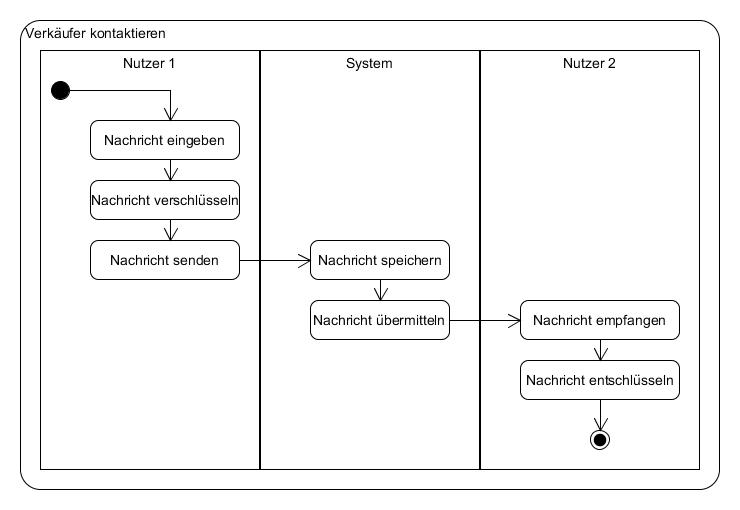 Verkäufer kontaktieren
Nutzer 1
System
Nutzer 2
Nachricht eingeben
Nachricht verschlüsseln
Nachricht senden
Nachricht speichern
Nachricht übermitteln
Nachricht empfangen
Nachricht entschlüsseln